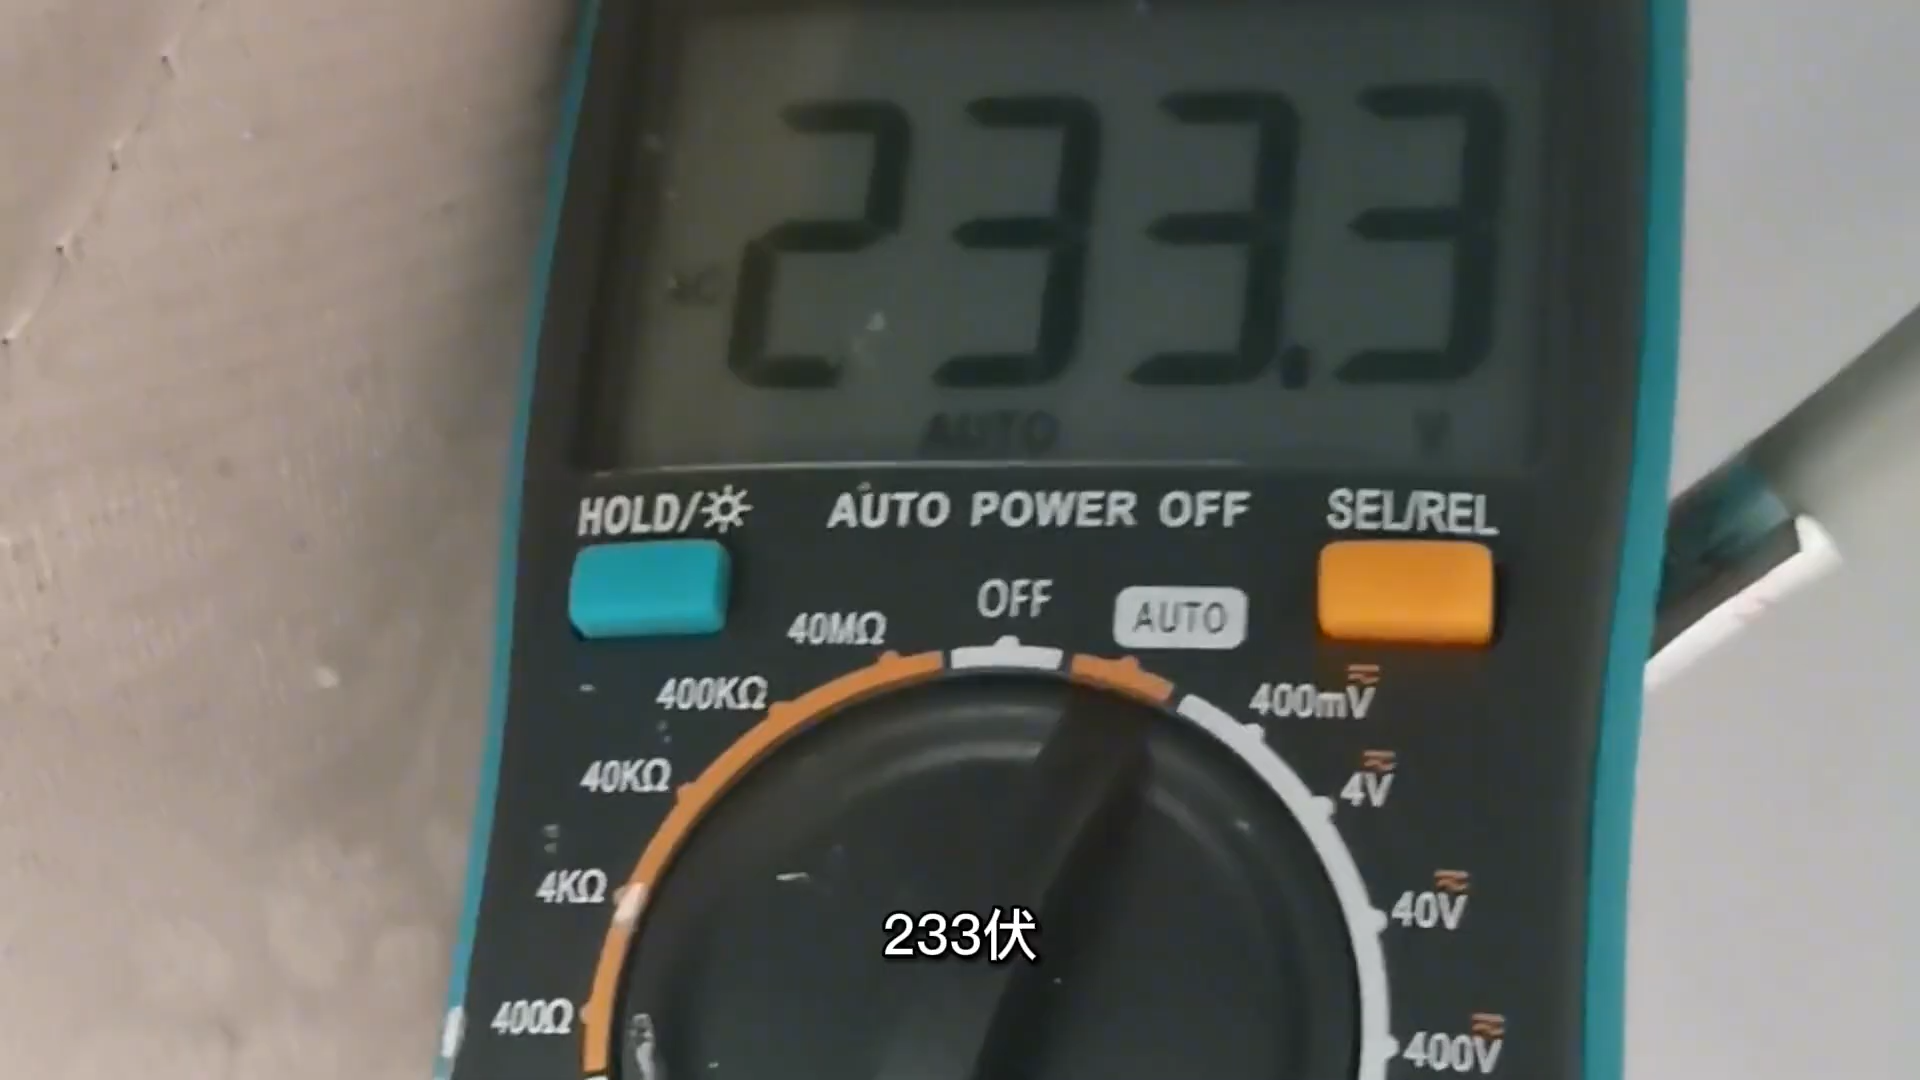 233.3
AC
AUTO V
HOLD/ AUTO POWER OFF SEL/REL
OFF
AUTO
40MΩ
400KΩ
400mV
40KΩ
4V
4KΩ
40V
233伏
400Ω
400V